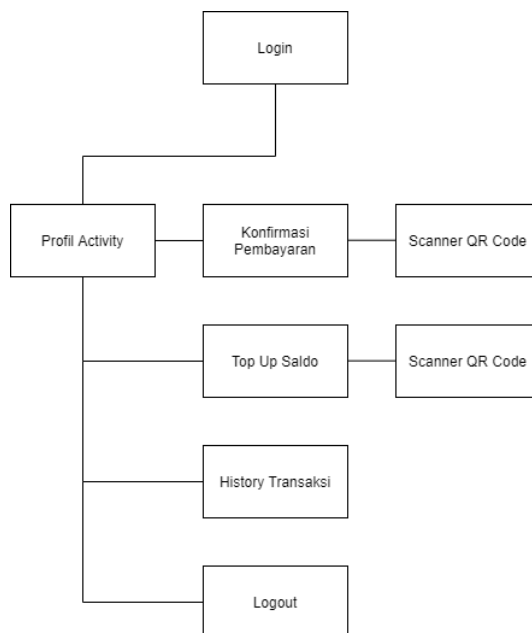 Login
Profil Activity
Konfirmasi
Pembayaran
Scanner QR Code
Top Up Saldo
Scanner QR Code
History Transaksi
Logout